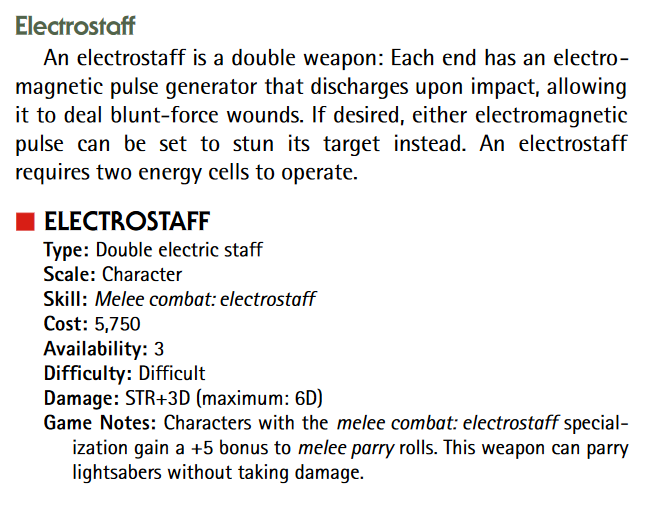 Electrostaff
An electrostaff is a double weapon: Each end has an electro-
magnetic pulse generator that discharges upon impact, allowing
it to deal blunt-force wounds. If desired, either electromagnetic
pulse can be set to stun its target instead. An electrostaff
requires two energy cells to operate.
ELECTROSTAFF
Type: Double electric staff
Scale: Character
Skill: Melee combat: electrostaff
Cost: 5,750
Availability: 3
Difficulty: Difficult
Damage: STR+3D (maximum: 6D)
Game Notes: Characters with the melee combat: electrostaff special-
ization gain a +5 bonus to melee parry rolls. This weapon can parry
lightsabers without taking damage.